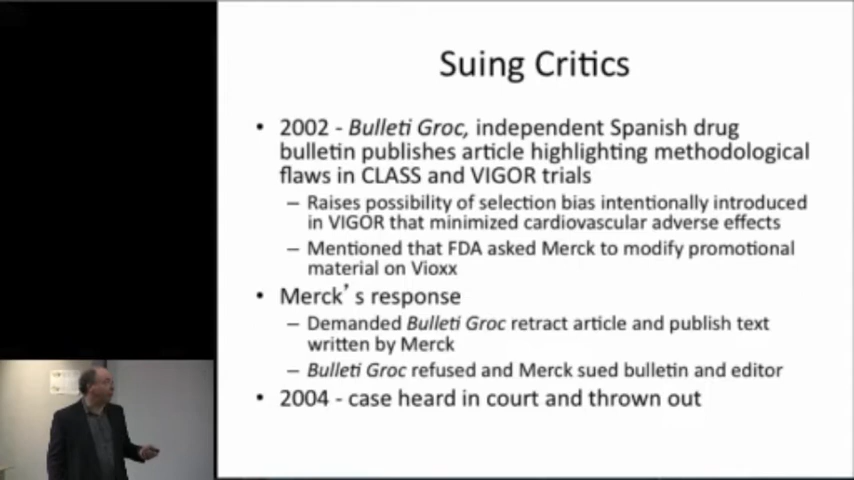 Suing Critics
• 2002 - Bulleti Groc, independent Spanish drug
bulletin publishes article highlighting methodological
flaws in CLASS and VIGOR trials
– Raises possibility of selection bias intentionally introduced
in VIGOR that minimized cardiovascular adverse effects
– Mentioned that FDA asked Merck to modify promotional
material on Vioxx
• Merck's response
– Demanded Bulleti Groc retract article and publish text
written by Merck
– Bulleti Groc refused and Merck sued bulletin and editor
• 2004 - case heard in court and thrown out